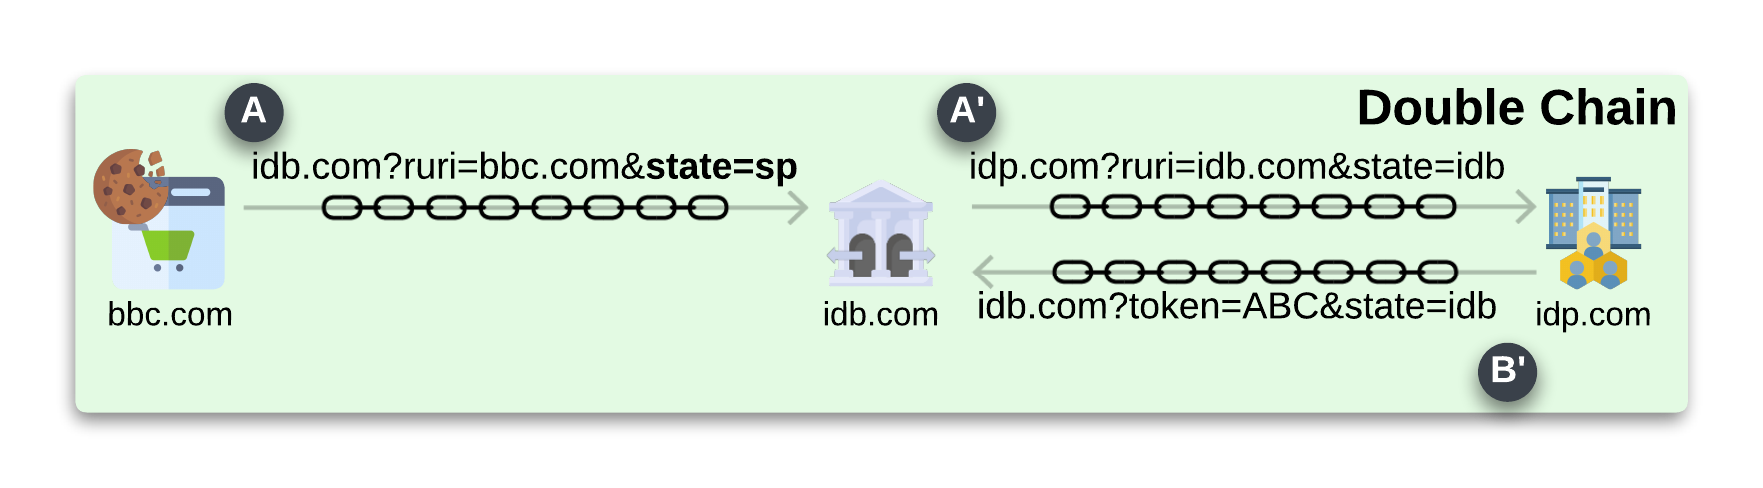 A
A'
Double Chain
idb.com?ruri=bbc.com&state=sp
idp.com?ruri=idb.com&state=idb
idb.com?token=ABC&state=idb
bbc.com
idb.com
idp.com
B'